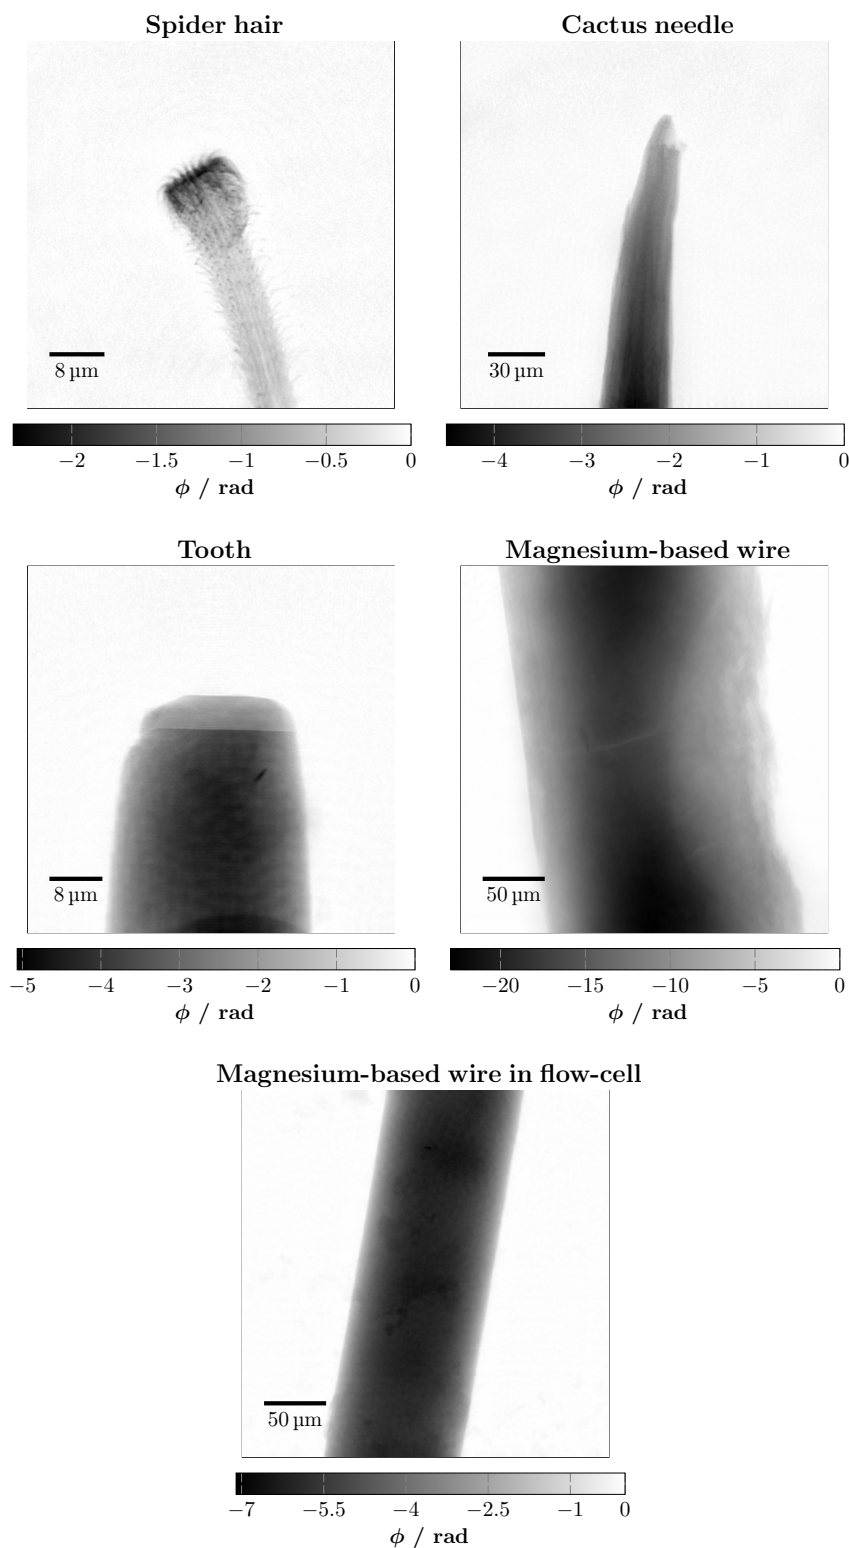 Spider hair
Cactus needle
8 µm
30 µm
−2 −1.5 −1 −0.5 0
−4 −3 −2 −1 0
ϕ / rad
ϕ / rad
Tooth
Magnesium-based wire
8 µm
50 µm
−5 −4 −3 −2 −1 0
−20 −15 −10 −5 0
ϕ / rad
ϕ / rad
Magnesium-based wire in flow-cell
50 µm
−7 −5.5 −4 −2.5 −1 0
ϕ / rad